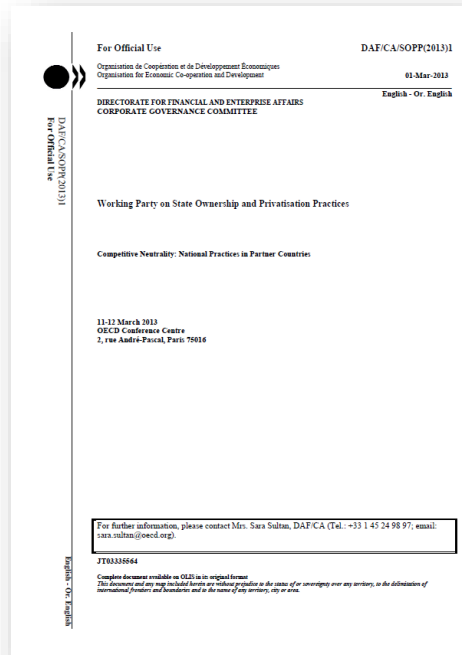 For Official Use DAF/CA/SOPP(2013)1
Organisation de Coopération et de Développement Économiques
Organisation for Economic Co-operation and Development 01-Mar-2013
English - Or. English
DIRECTORATE FOR FINANCIAL AND ENTERPRISE AFFAIRS
CORPORATE GOVERNANCE COMMITTEE
DAF/CA/SOPP(2013)1
For Official Use
Working Party on State Ownership and Privatisation Practices
Competitive Neutrality: National Practices in Partner Countries
11-12 March 2013
OECD Conference Centre
2, rue André-Pascal, Paris 75016
For further information, please contact Mrs. Sara Sultan, DAF/CA (Tel.: +33 1 45 24 98 97; email:
sara.sultan@oecd.org).
JT03335564
Complete document available on OLIS in its original format
This document and any map included herein are without prejudice to the status of or sovereignty over any territory, to the delimitation of
international frontiers and boundaries and to the name of any territory, city or area.
English - Or. English